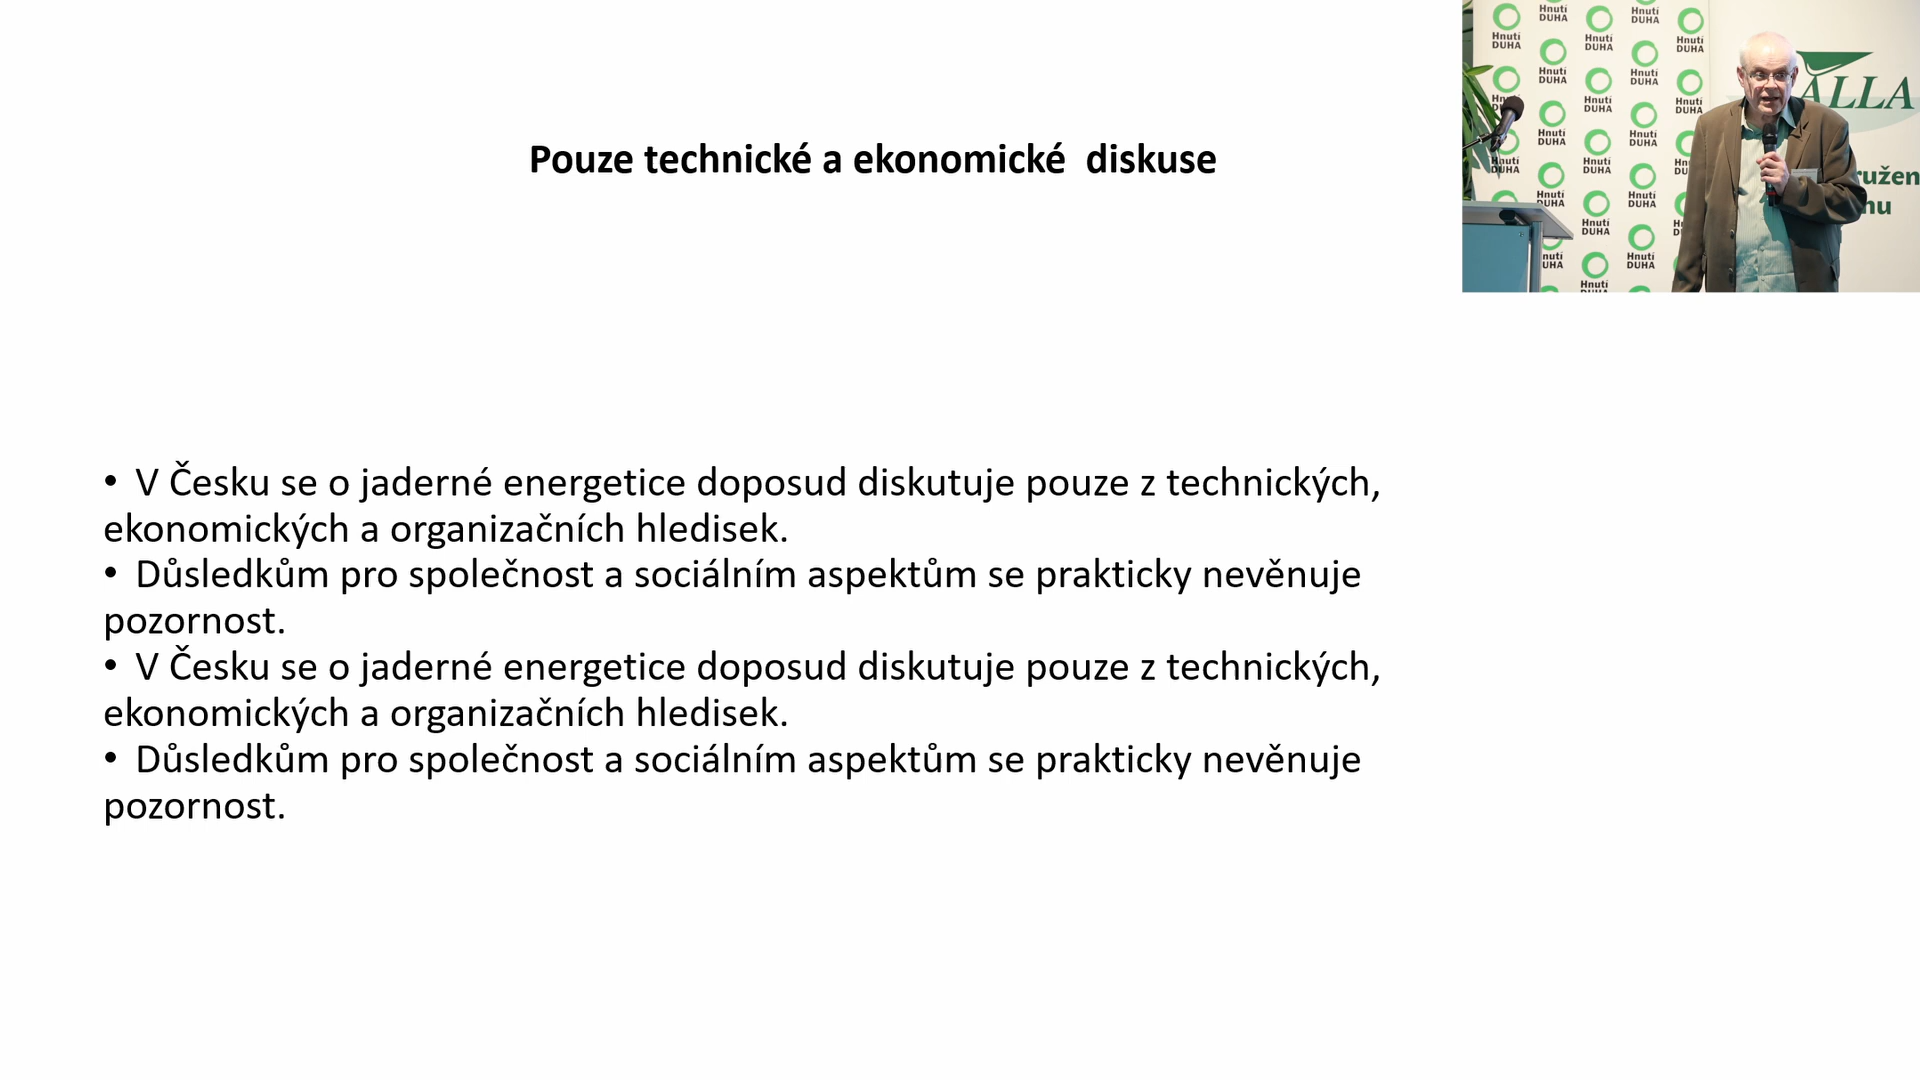 Pouze technické a ekonomické  diskuse
• V Česku se o jaderné energetice doposud diskutuje pouze z technických,
ekonomických a organizačních hledisek.
• Důsledkům pro společnost a sociálním aspektům se prakticky nevěnuje
pozornost.
• V Česku se o jaderné energetice doposud diskutuje pouze z technických,
ekonomických a organizačních hledisek.
• Důsledkům pro společnost a sociálním aspektům se prakticky nevěnuje
pozornost.
Hnutí
DUHA